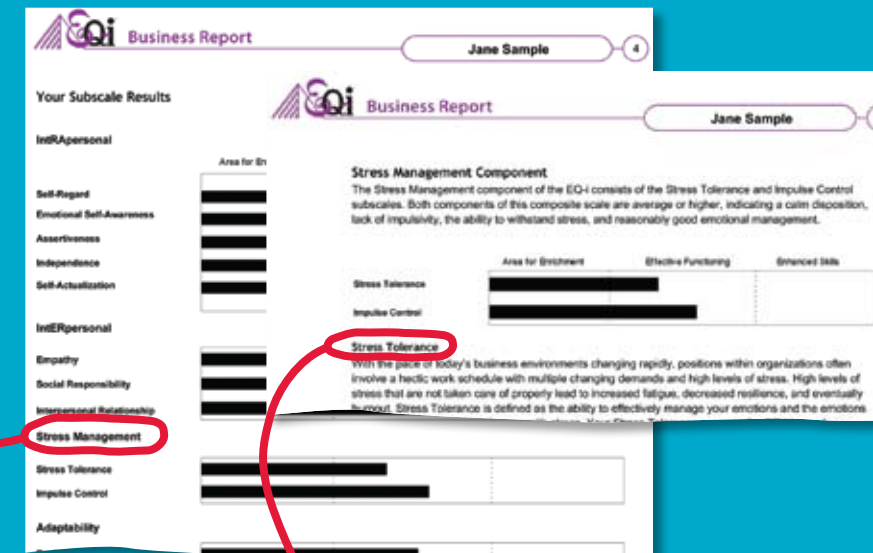 EQi Business Report
Jane Sample
4
Your Subscale Results
IntRApersonal
Area for
Self-Regard
Emotional Self-Awareness
Assertiveness
Independence
Self-Actualization
IntERpersonal
Empathy
Social Responsibility
Interpersonal Relationship
Stress Management
Stress Tolerance
Impulse Control
Adaptability
EQi Business Report
Jane Sample
Stress Management Component
The Stress Management component of the EQ-i consists of the Stress Tolerance and Impulse Control
subscales. Both components of this composite scale are average or higher, indicating a calm disposition,
lack of impulsivity, the ability to withstand stress, and reasonably good emotional management.
Area for Enrichment Effective Functioning Enhanced Skills
Stress Tolerance
Impulse Control
Stress Tolerance
With the pace of today's business environments changing rapidly, positions within organizations often
involve a hectic work schedule with multiple changing demands and high levels of stress. High levels of
stress that are not taken care of properly lead to increased fatigue, decreased resilience, and eventually
burnout. Stress Tolerance is defined as the ability to effectively manage your emotions and the emotions